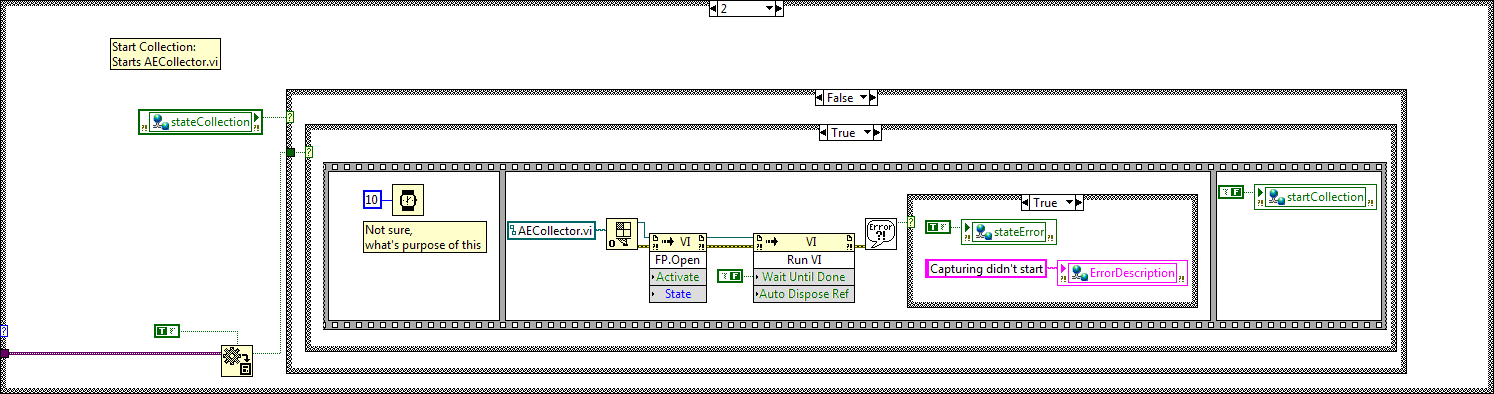 2
Start Collection:
Starts AECollector.vi
False
stateCollection
True
10
Not sure,
what's purpose of this
AECollector.vi
VI
FP.Open
Activate
State
VI
Run VI
Wait Until Done
Auto Dispose Ref
F
Error
?!
True
T
stateError
Capturing didn't start
ErrorDescription
F
startCollection
T